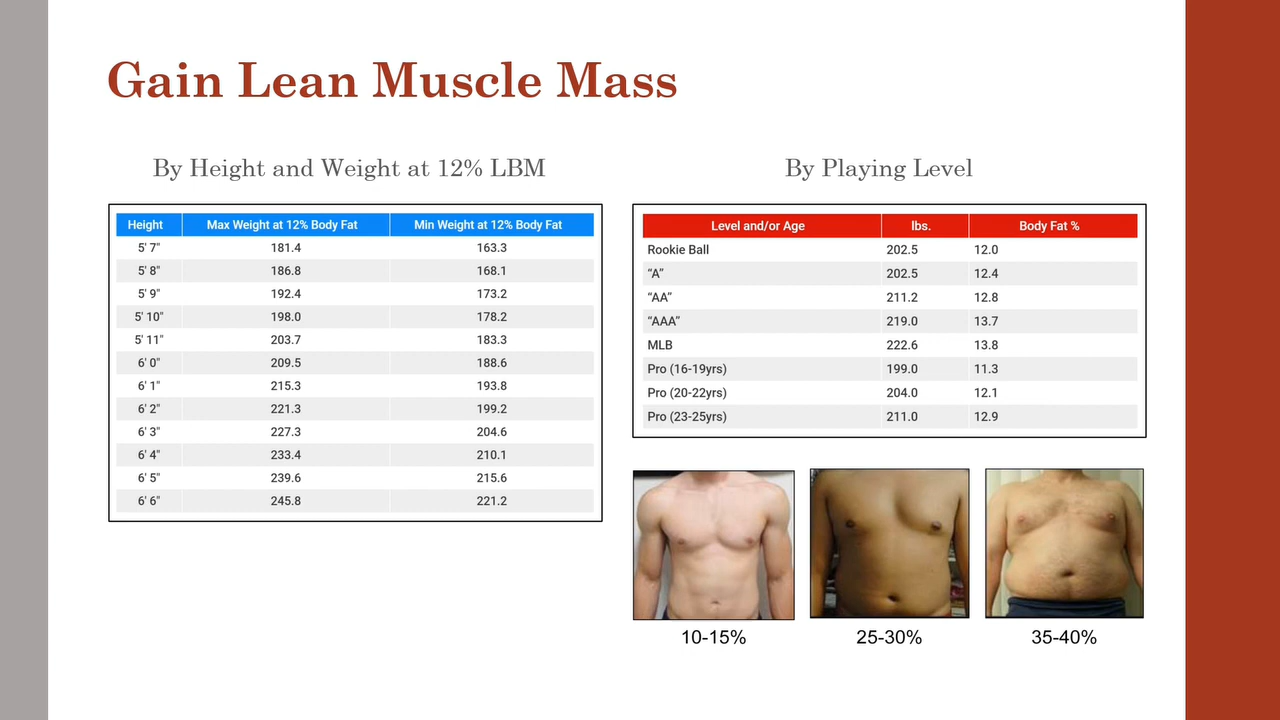 Gain Lean Muscle Mass
By Height and Weight at 12% LBM
Height Max Weight at 12% Body Fat Min Weight at 12% Body Fat
5' 7" 181.4 163.3
5' 8" 186.8 168.1
5' 9" 192.4 173.2
5' 10" 198.0 178.2
5' 11" 203.7 183.3
6' 0" 209.5 188.6
6' 1" 215.3 193.8
6' 2" 221.3 199.2
6' 3" 227.3 204.6
6' 4" 233.4 210.1
6' 5" 239.6 215.6
6' 6" 245.8 221.2
By Playing Level
Level and/or Age lbs. Body Fat %
Rookie Ball 202.5 12.0
“A” 202.5 12.4
“AA” 211.2 12.8
“AAA” 219.0 13.7
MLB 222.6 13.8
Pro (16-19yrs) 199.0 11.3
Pro (20-22yrs) 204.0 12.1
Pro (23-25yrs) 211.0 12.9
10-15% 25-30% 35-40%